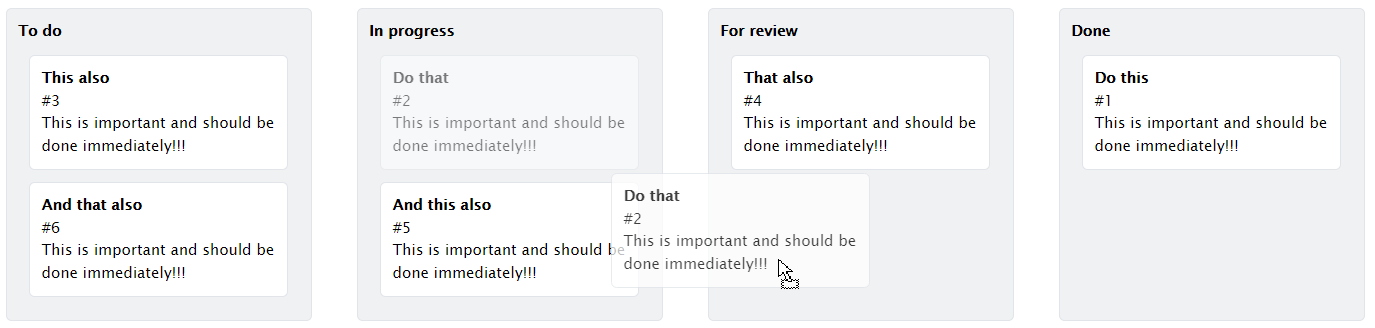 To do
This also
#3
This is important and should be
done immediately!!!
And that also
#6
This is important and should be
done immediately!!!
In progress
Do that
#2
This is important and should be
done immediately!!!
And this also
#5
This is important and should be
done immediately!!!
For review
That also
#4
This is important and should be
done immediately!!!
Do that
#2
This is important and should be
done immediately!!!
Done
Do this
#1
This is important and should be
done immediately!!!